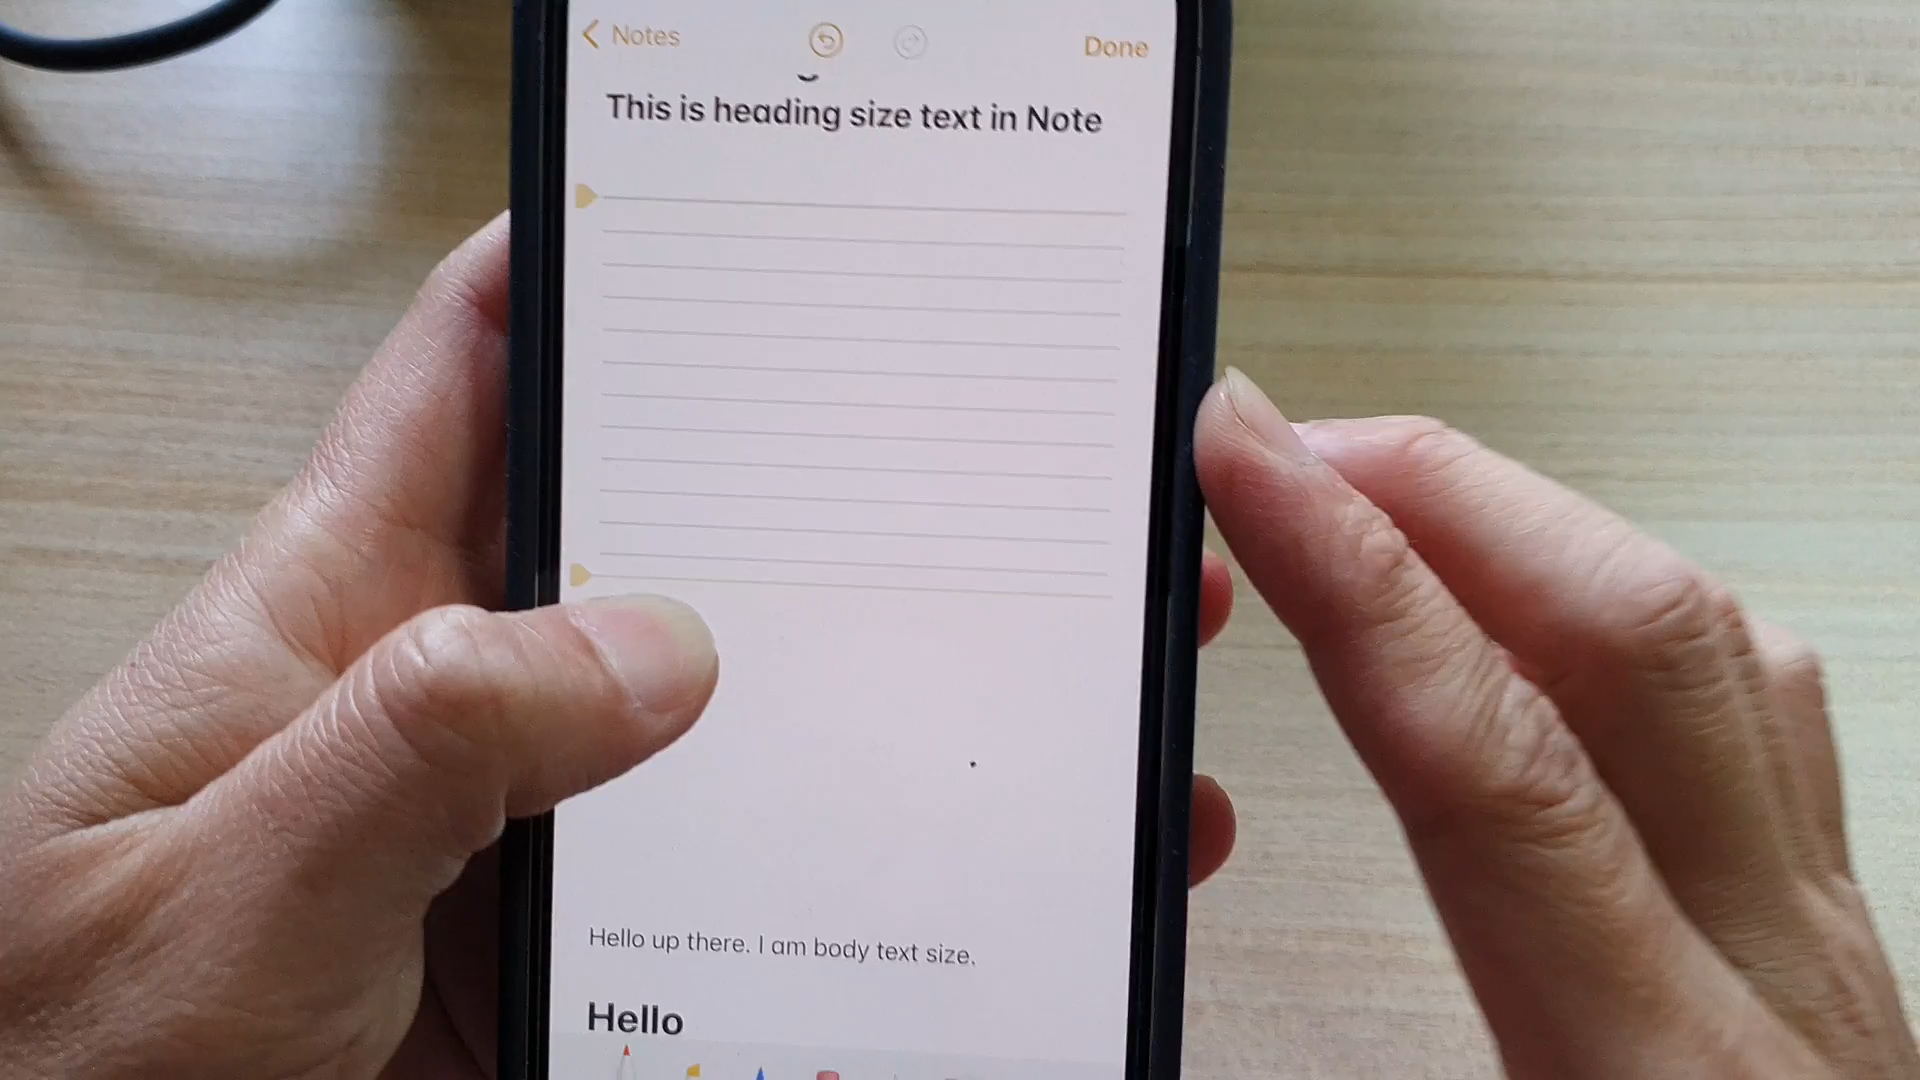 Notes
Done
This is heading size text in Note
Hello up there. I am body text size.
Hello